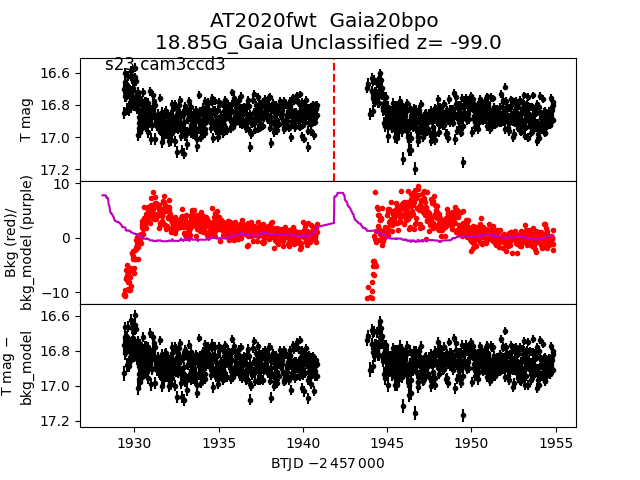 AT2020fwt  Gaia20bpo
18.85G_Gaia Unclassified z= -99.0
s23 cam3ccd3
16.6
16.8
17.0
17.2
T mag
10
0
−10
Bkg (red)/
bkg_model (purple)
16.6
16.8
17.0
17.2
T mag −
bkg_model
1930
1935
1940
1945
1950
1955
BTJD −2 457 000